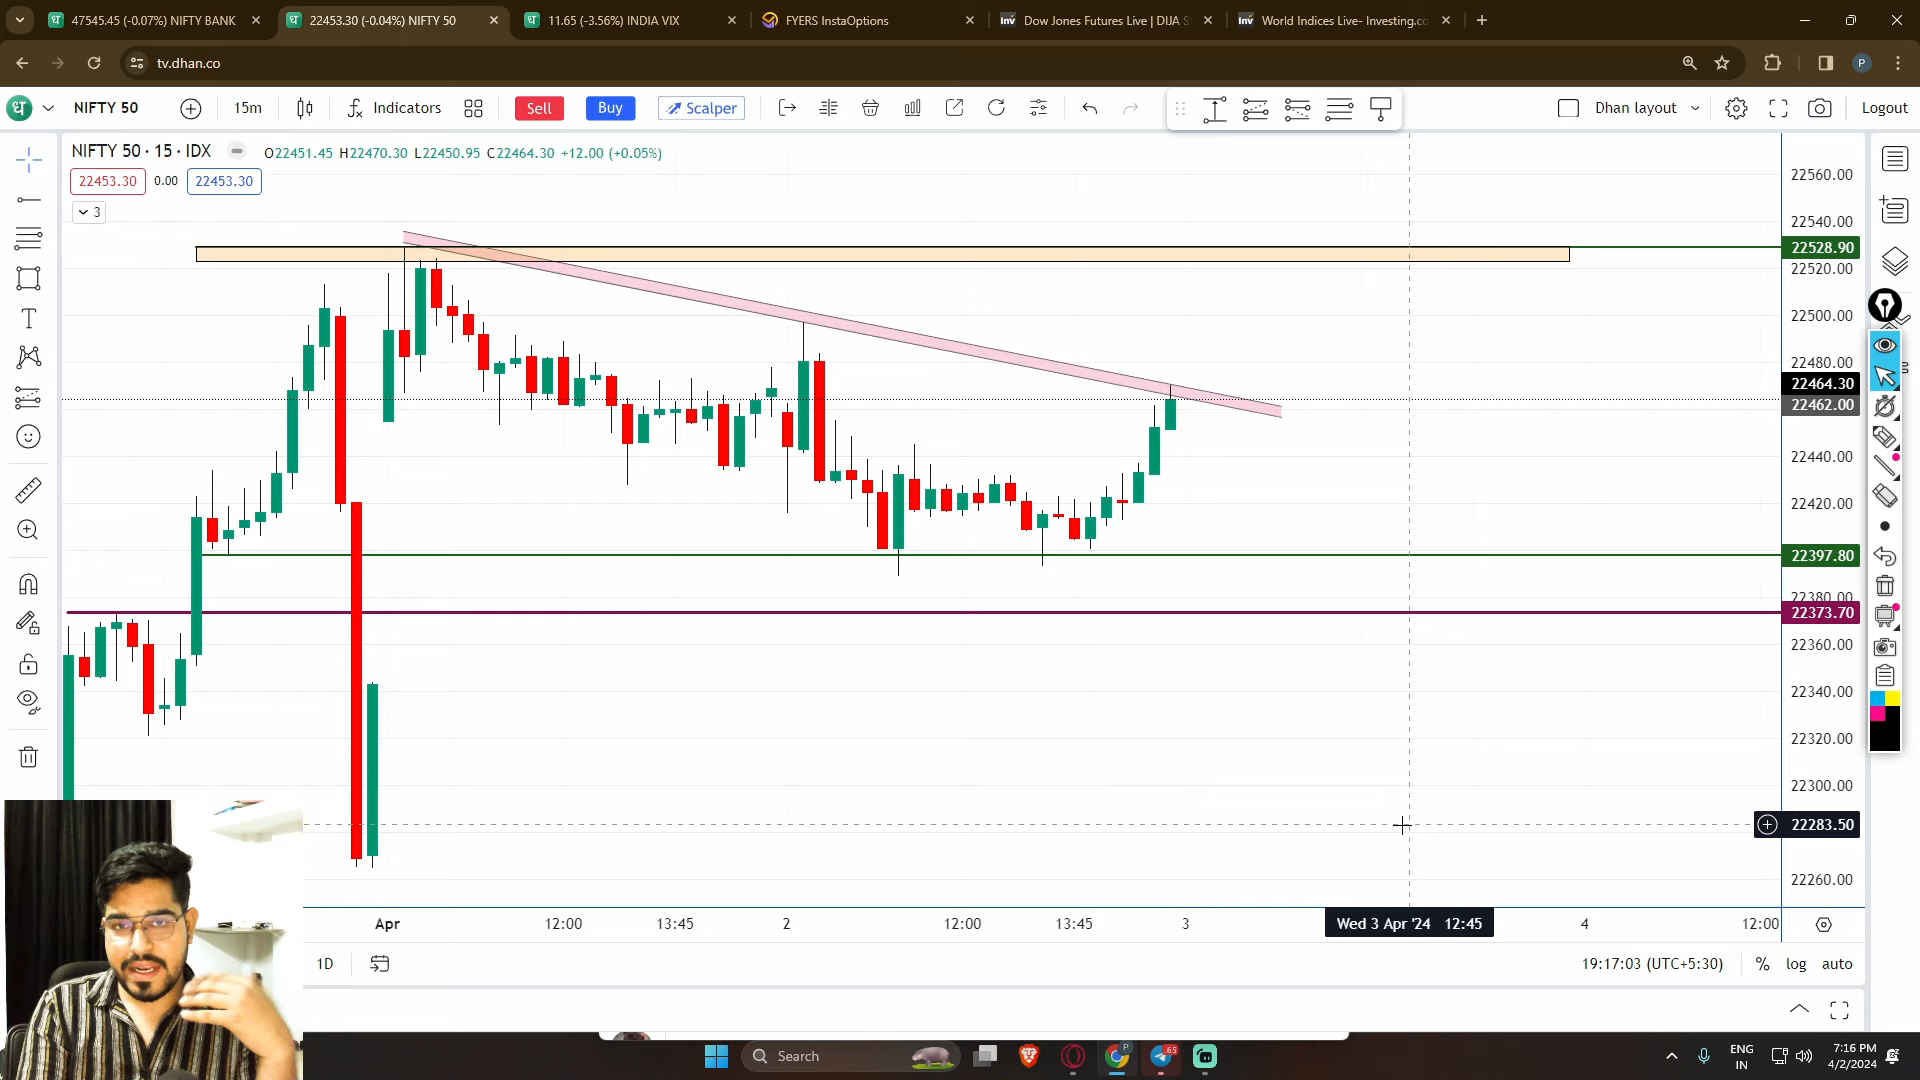 47545.45 (-0.07%) NIFTY BANK
22453.30 (-0.04%) NIFTY 50
11.65 (-3.56%) INDIA VIX
FYERS InstaOptions
Inv Dow Jones Futures Live | DJIA
Inv World Indices Live- Investing.co
tv.dhan.co
P
ध NIFTY 50
15m
Indicators
Sell
Buy
Scalper
Dhan layout
Logout
NIFTY 50 · 15 · IDX
O22451.45 H22470.30 L22450.95 C22464.30 +12.00 (+0.05%)
22453.30 0.00 22453.30
3
22560.00
22540.00
22528.90
22520.00
22500.00
22480.00
22464.30
22462.00
22440.00
22420.00
22397.80
22380.00
22373.70
22360.00
22340.00
22320.00
22300.00
22283.50
22260.00
Apr 12:00 13:45 2 12:00 13:45 3 Wed 3 Apr '24 12:45 4 12:00
1D
19:17:03 (UTC+5:30) % log auto
Search
P
65
ENG
IN
7:16 PM
4/2/2024